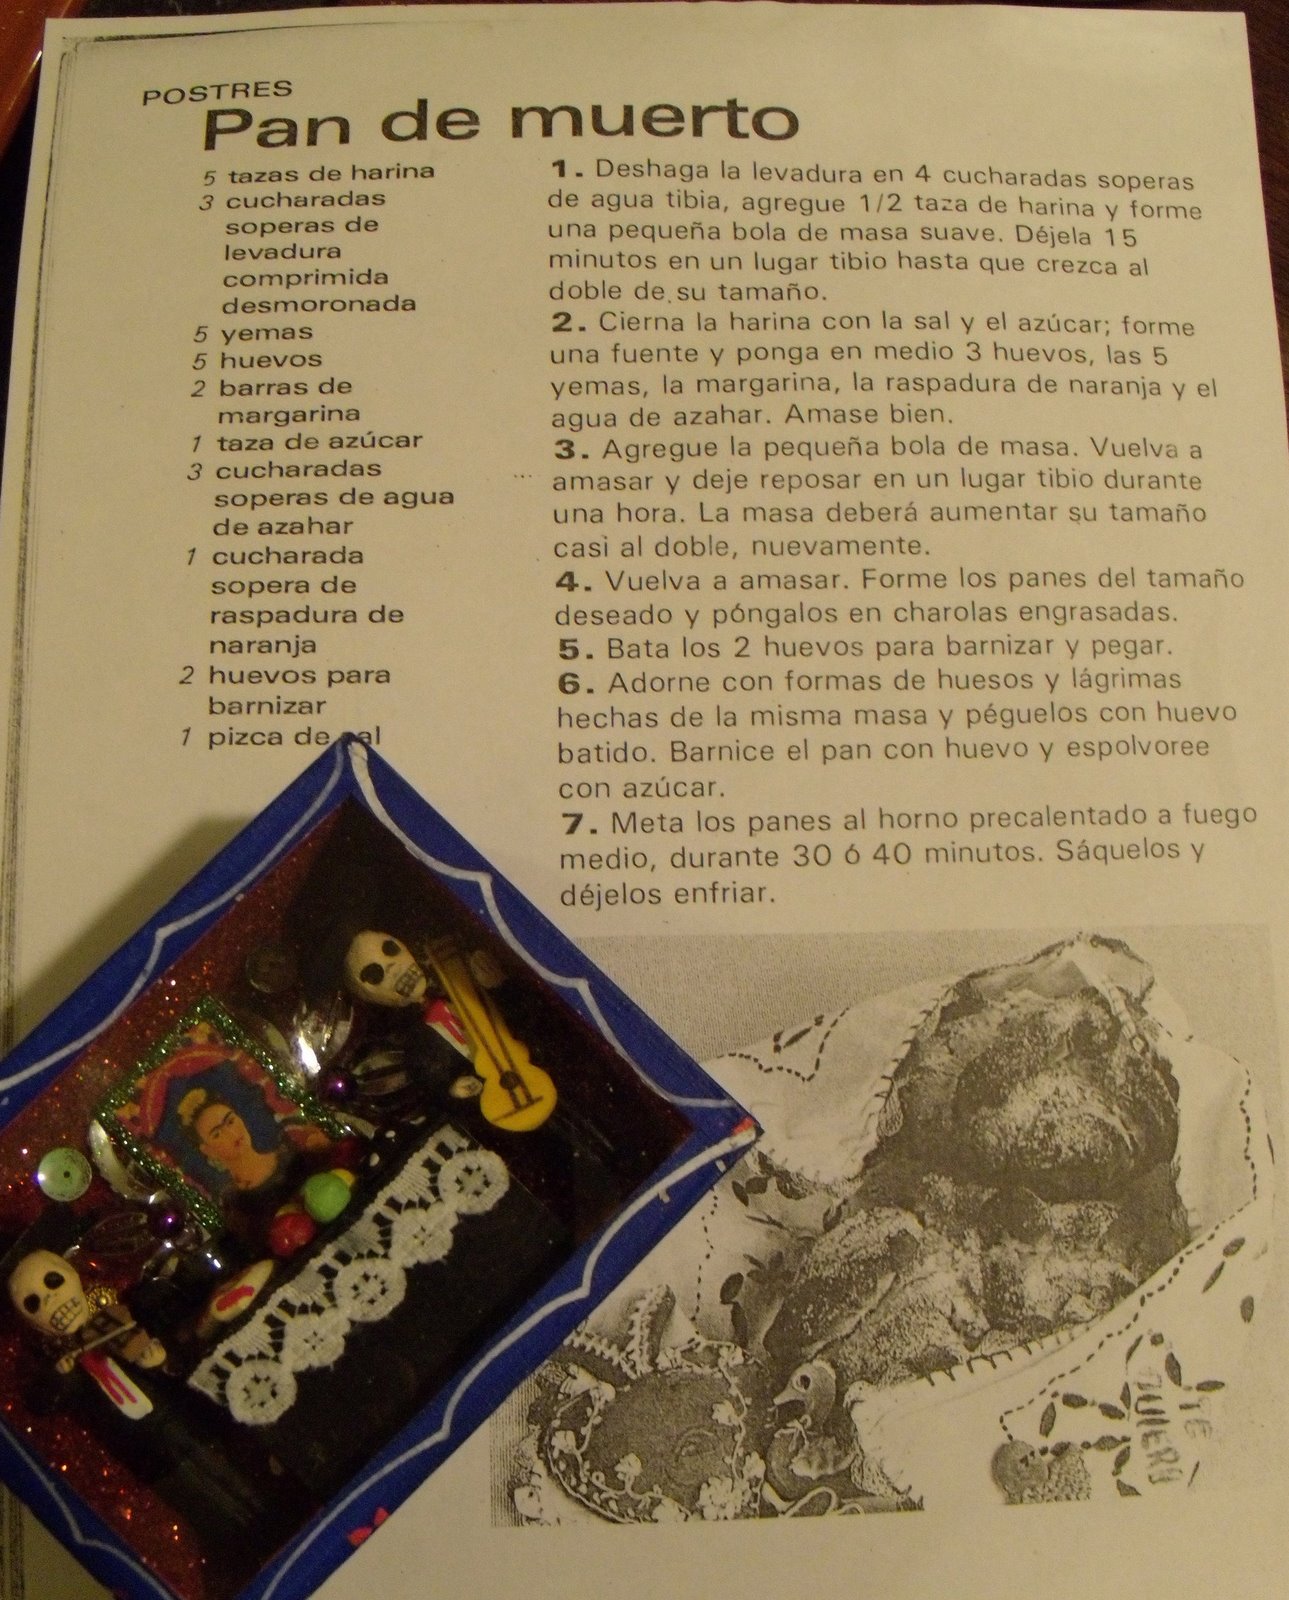 POSTRES
Pan de muerto
5 tazas de harina
3 cucharadas
soperas de
levadura
comprimida
desmoronada
5 yemas
5 huevos
2 barras de
margarina
1 taza de azúcar
3 cucharadas
soperas de agua
de azahar
1 cucharada
sopera de
raspadura de
naranja
2 huevos para
barnizar
1 pizca de sal
1. Deshaga la levadura en 4 cucharadas soperas
de agua tibia, agregue 1/2 taza de harina y forme
una pequeña bola de masa suave. Déjela 15
minutos en un lugar tibio hasta que crezca al
doble de su tamaño.
2. Cierna la harina con la sal y el azúcar; forme
una fuente y ponga en medio 3 huevos, las 5
yemas, la margarina, la raspadura de naranja y el
agua de azahar. Amase bien.
3. Agregue la pequeña bola de masa. Vuelva a
amasar y deje reposar en un lugar tibio durante
una hora. La masa deberá aumentar su tamaño
casi al doble, nuevamente.
4. Vuelva a amasar. Forme los panes del tamaño
deseado y póngalos en charolas engrasadas.
5. Bata los 2 huevos para barnizar y pegar.
6. Adorne con formas de huesos y lágrimas
hechas de la misma masa y péguelos con huevo
batido. Barnice el pan con huevo y espolvoree
con azúcar.
7. Meta los panes al horno precalentado a fuego
medio, durante 30 ó 40 minutos. Sáquelos y
déjelos enfriar.
TE
QUIERO